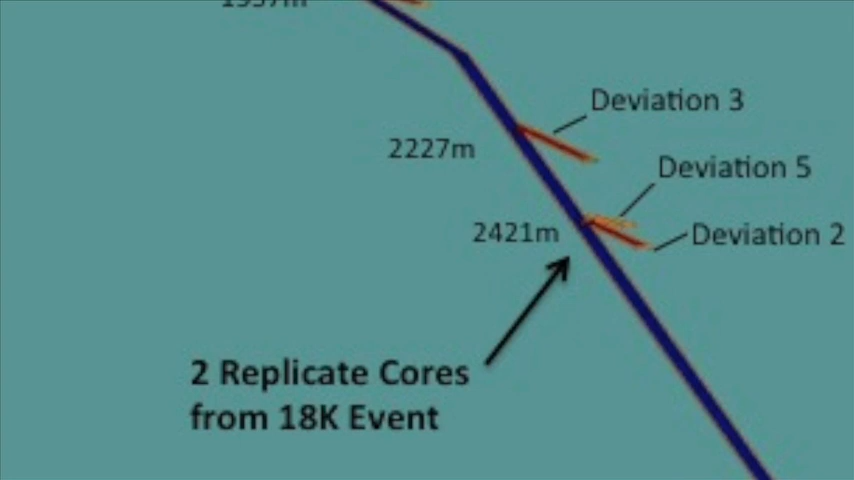 Deviation 3
2227m
Deviation 5
2421m
Deviation 2
2 Replicate Cores
from 18K Event